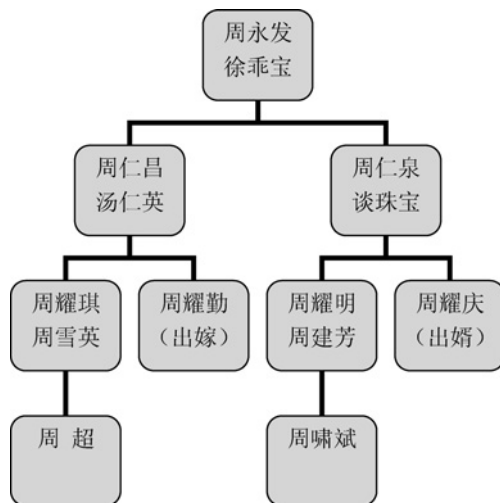 周永发
徐乖宝
周仁昌
汤仁英
周仁泉
谈珠宝
周耀琪
周雪英
周耀勤
（出嫁）
周耀明
周建芳
周耀庆
（出婿）
周 超
周啸斌